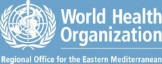 World Health
Organization
Regional Office for the Eastern Mediterranean